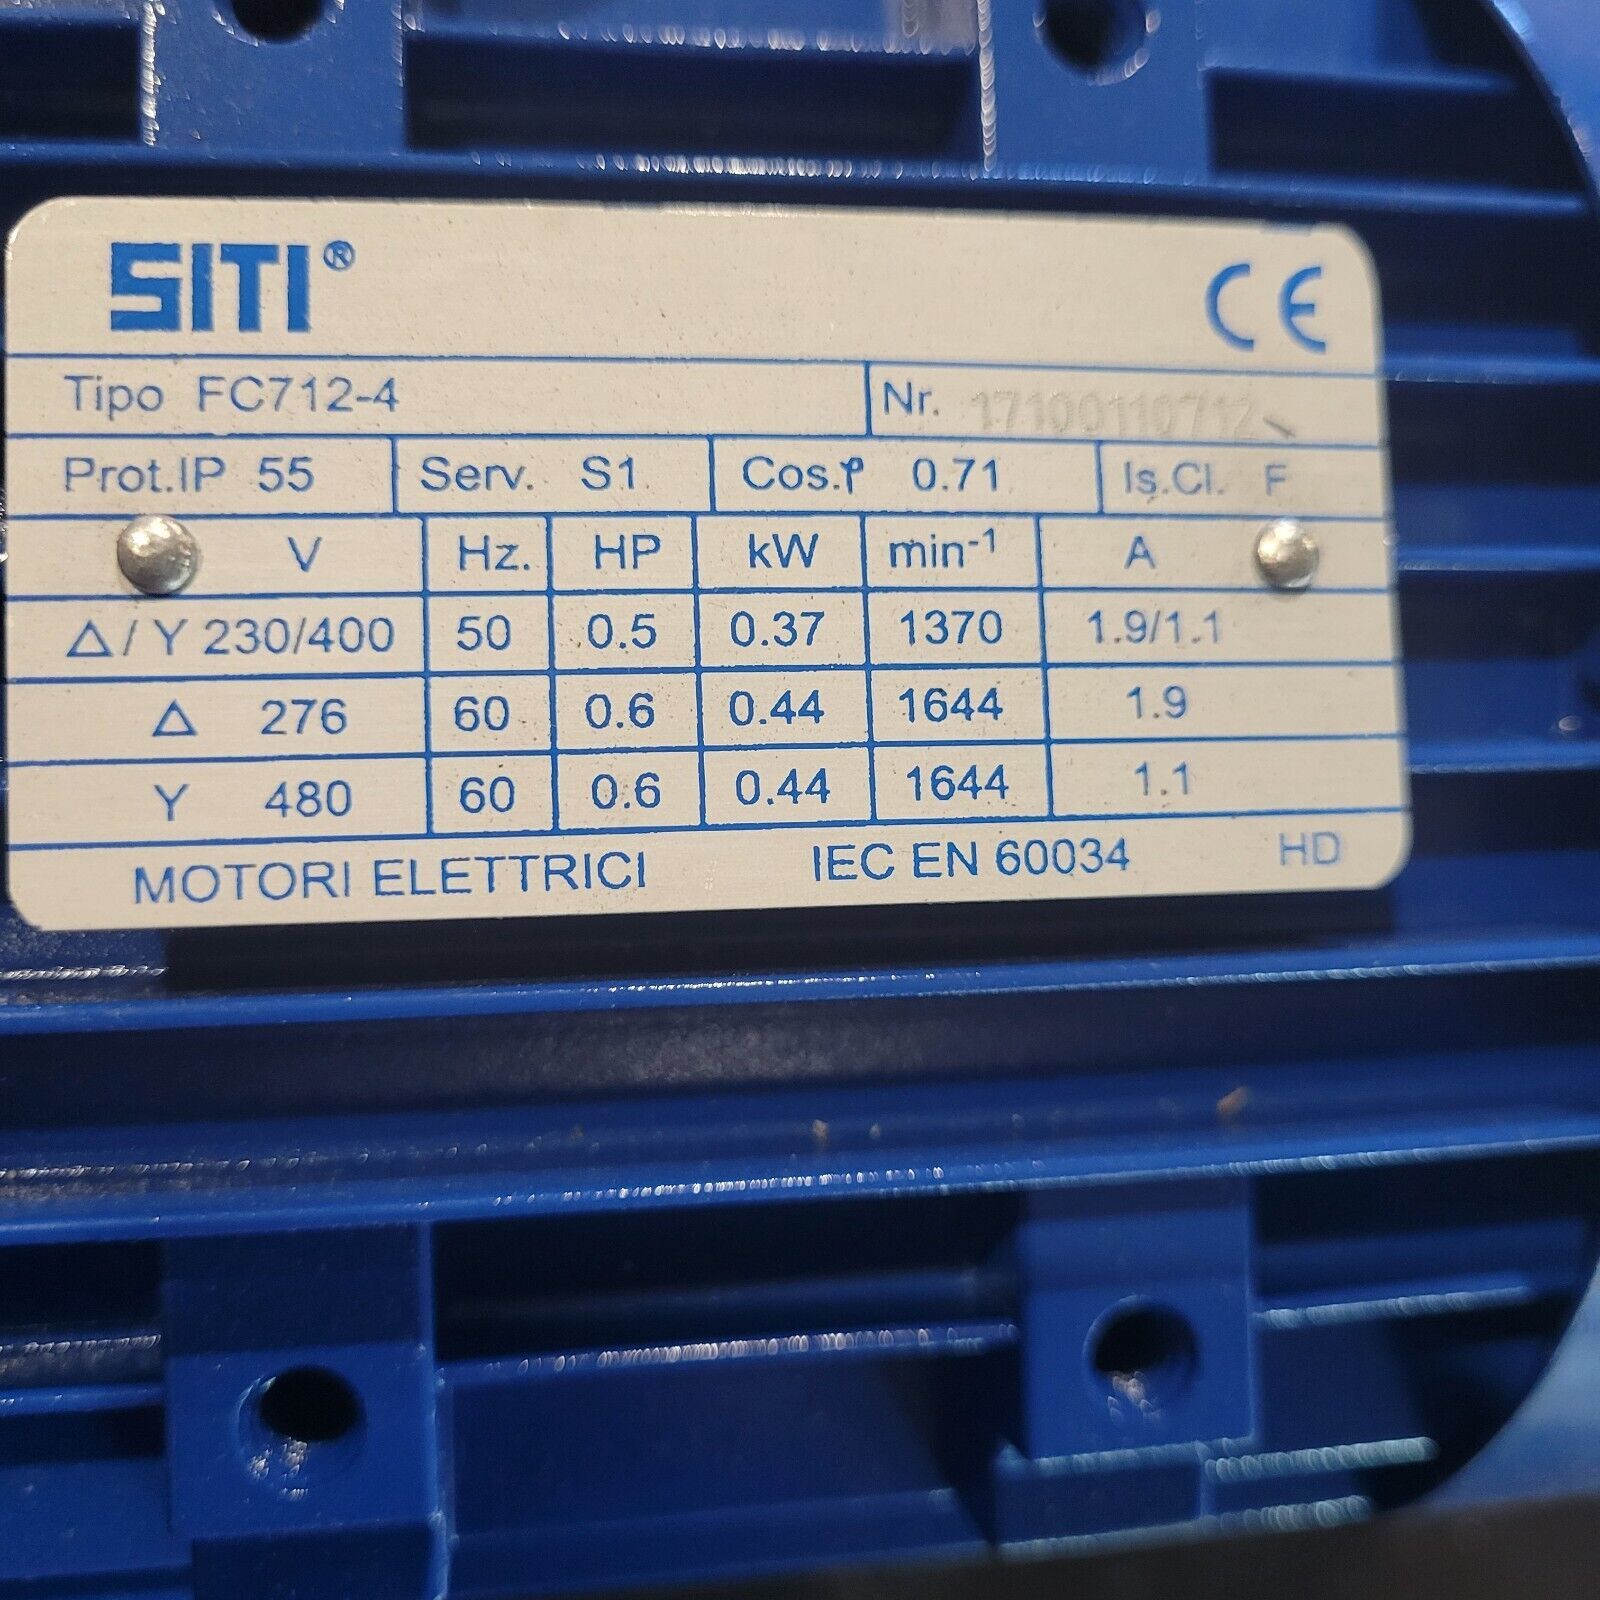 SITI® CE
Tipo FC712-4 Nr. 17100110712
Prot.IP 55 Serv. S1 Cos.φ 0.71 Is.Cl. F
V Hz. HP kW min-1 A
Δ/Y 230/400 50 0.5 0.37 1370 1.9/1.1
Δ 276 60 0.6 0.44 1644 1.9
Y 480 60 0.6 0.44 1644 1.1
MOTORI ELETTRICI IEC EN 60034 HD